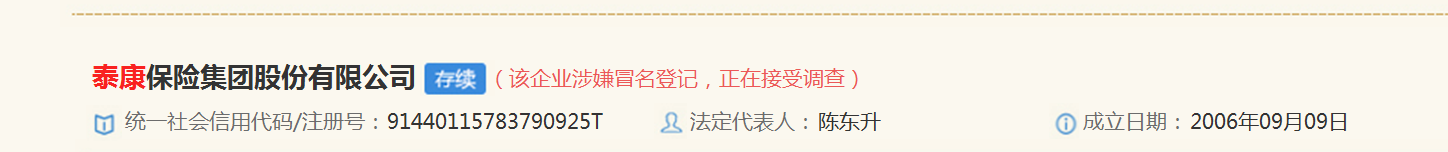 泰康保险集团股份有限公司 存续 （该企业涉嫌冒名登记，正在接受调查）
统一社会信用代码/注册号：91440115783790925T 法定代表人：陈东升 成立日期：2006年09月09日